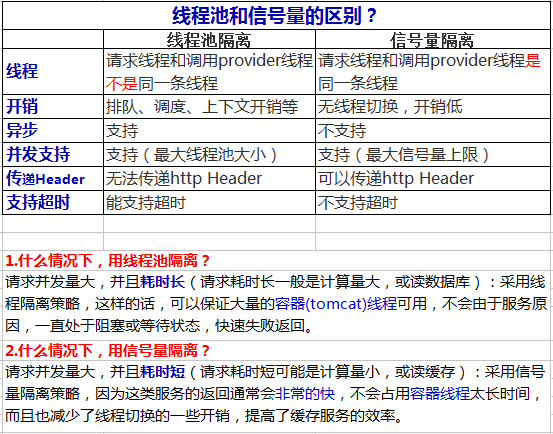 线程池和信号量的区别？
线程池隔离 信号量隔离
线程 请求线程和调用provider线程不是同一条线程 请求线程和调用provider线程是同一条线程
开销 排队、调度、上下文开销等 无线程切换，开销低
异步 支持 不支持
并发支持 支持（最大线程池大小） 支持（最大信号量上限）
传递Header 无法传递http Header 可以传递http Header
支持超时 能支持超时 不支持超时
1.什么情况下，用线程池隔离？
请求并发量大，并且耗时长（请求耗时长一般是计算量大，或读数据库）：采用线
程隔离策略，这样的话，可以保证大量的容器(tomcat)线程可用，不会由于服务原
因，一直处于阻塞或等待状态，快速失败返回。
2.什么情况下，用信号量隔离？
请求并发量大，并且耗时短（请求耗时短可能是计算量小，或读缓存）：采用信号
量隔离策略，因为这类服务的返回通常会非常的快，不会占用容器线程太长时间，
而且也减少了线程切换的一些开销，提高了缓存服务的效率。